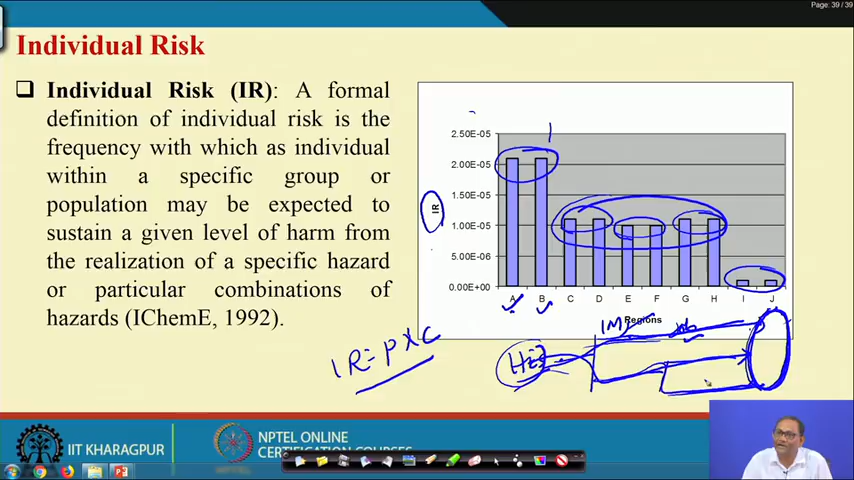 Page: 39 / 39
Individual Risk
Individual Risk (IR): A formal
definition of individual risk is the
frequency with which as individual
within a specific group or
population may be expected to
sustain a given level of harm from
the realization of a specific hazard
or particular combinations of
hazards (IChemE, 1992).
IR = P X C
2.50E-05
2.00E-05
1.50E-05
1.00E-05
5.00E-06
0.00E+00
IR
A B C D E F G H I J
Regions
IIT KHARAGPUR
NPTEL ONLINE
CERTIFICATION COURSES